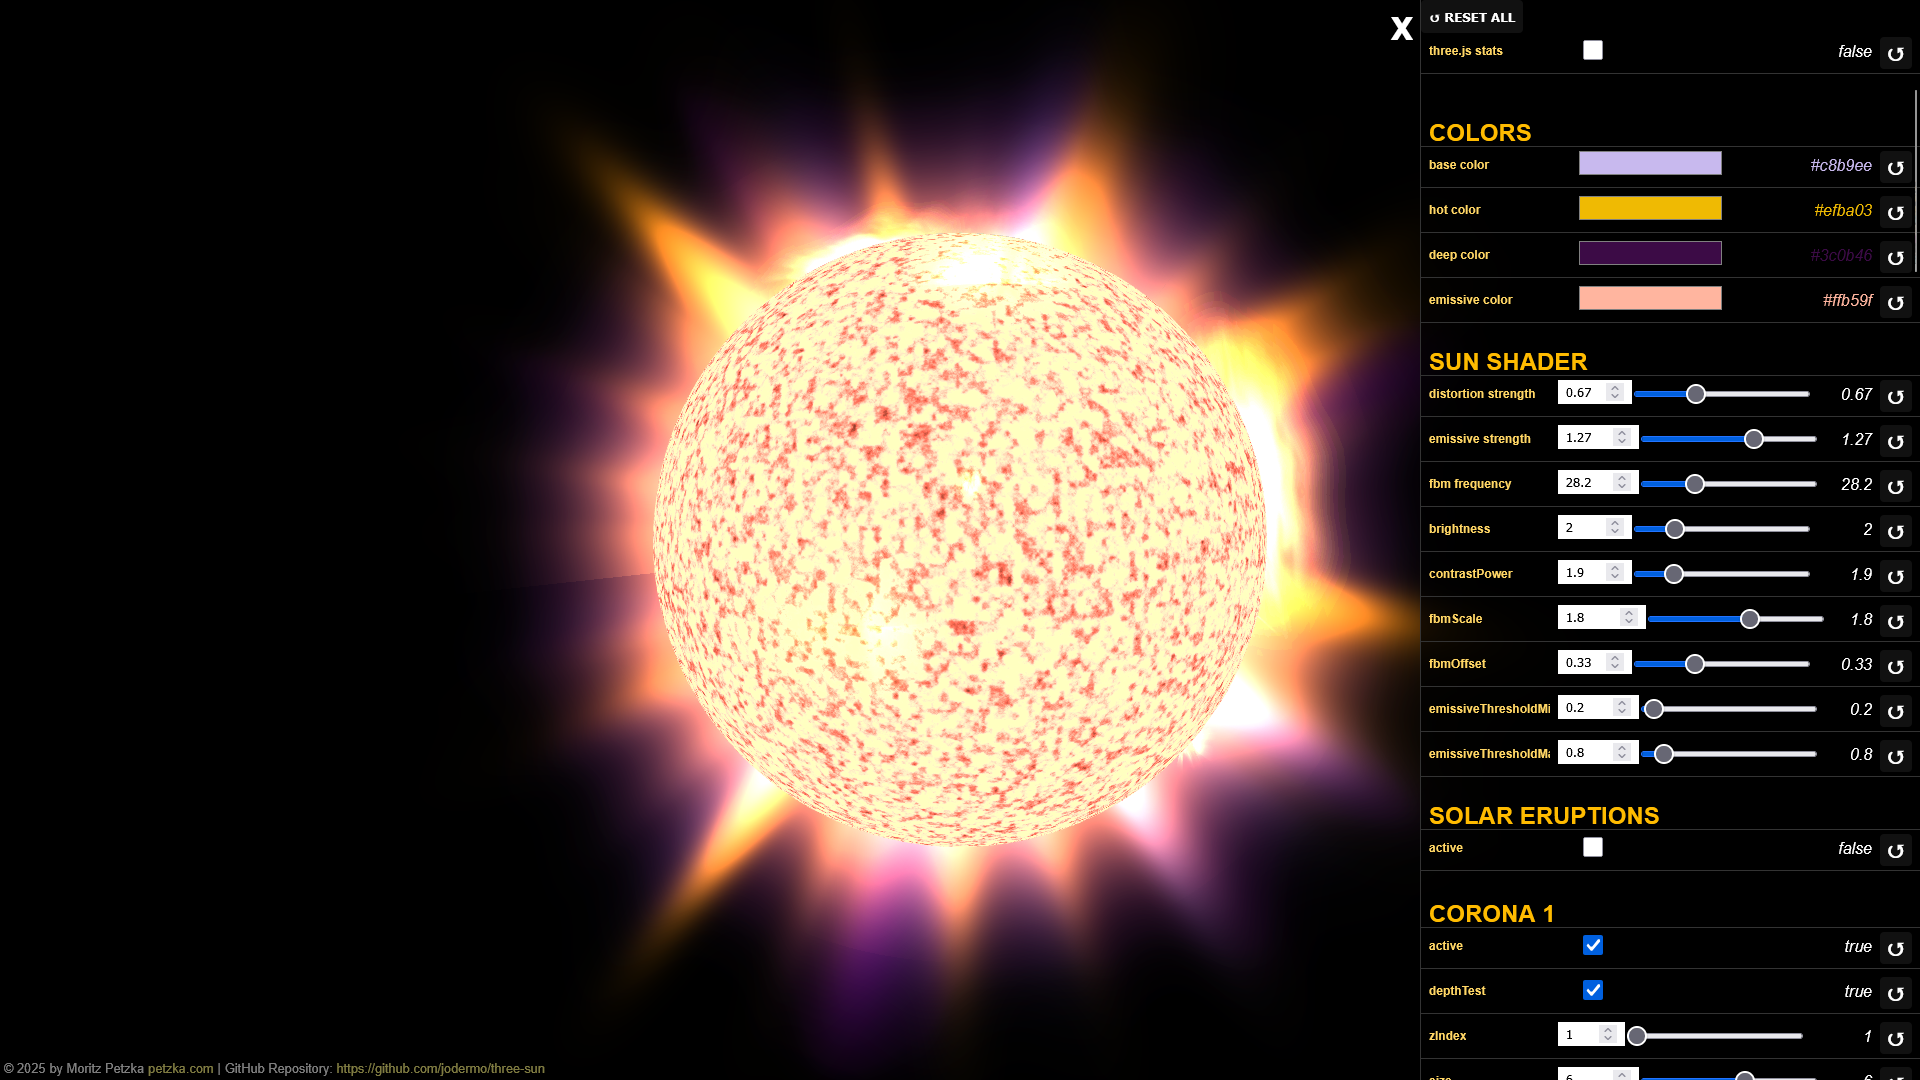 X
↺ RESET ALL
three.js stats false ↺
COLORS
base color #c8b9ee ↺
hot color #efba03 ↺
deep color #3c0b46 ↺
emissive color #ffb59f ↺
SUN SHADER
distortion strength 0.67 0.67 ↺
emissive strength 1.27 1.27 ↺
fbm frequency 28.2 28.2 ↺
brightness 2 2 ↺
contrastPower 1.9 1.9 ↺
fbmScale 1.8 1.8 ↺
fbmOffset 0.33 0.33 ↺
emissiveThresholdMi 0.2 0.2 ↺
emissiveThresholdMa 0.8 0.8 ↺
SOLAR ERUPTIONS
active false ↺
CORONA 1
active true ↺
depthTest true ↺
zIndex 1 1 ↺
size 6 6
© 2025 by Moritz Petzka petzka.com | GitHub Repository: https://github.com/jodermo/three-sun